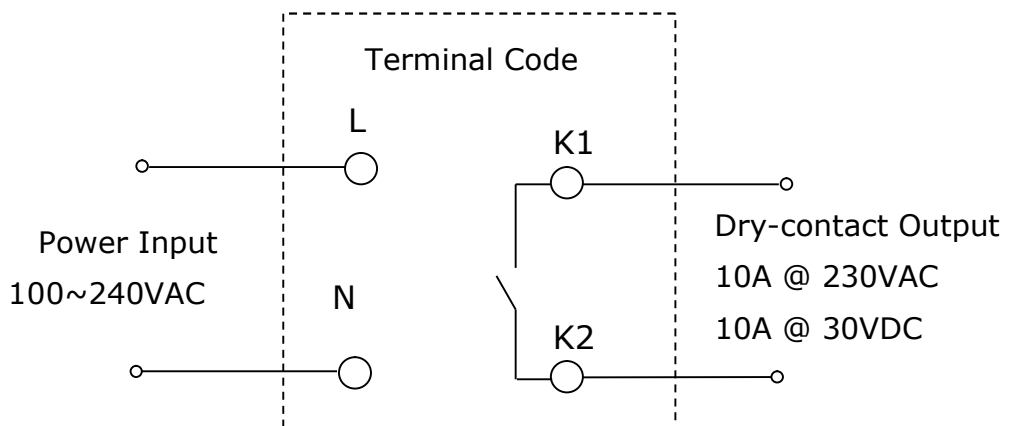 Terminal Code
L
K1
Power Input
100~240VAC
N
Dry-contact Output
10A @ 230VAC
10A @ 30VDC
K2